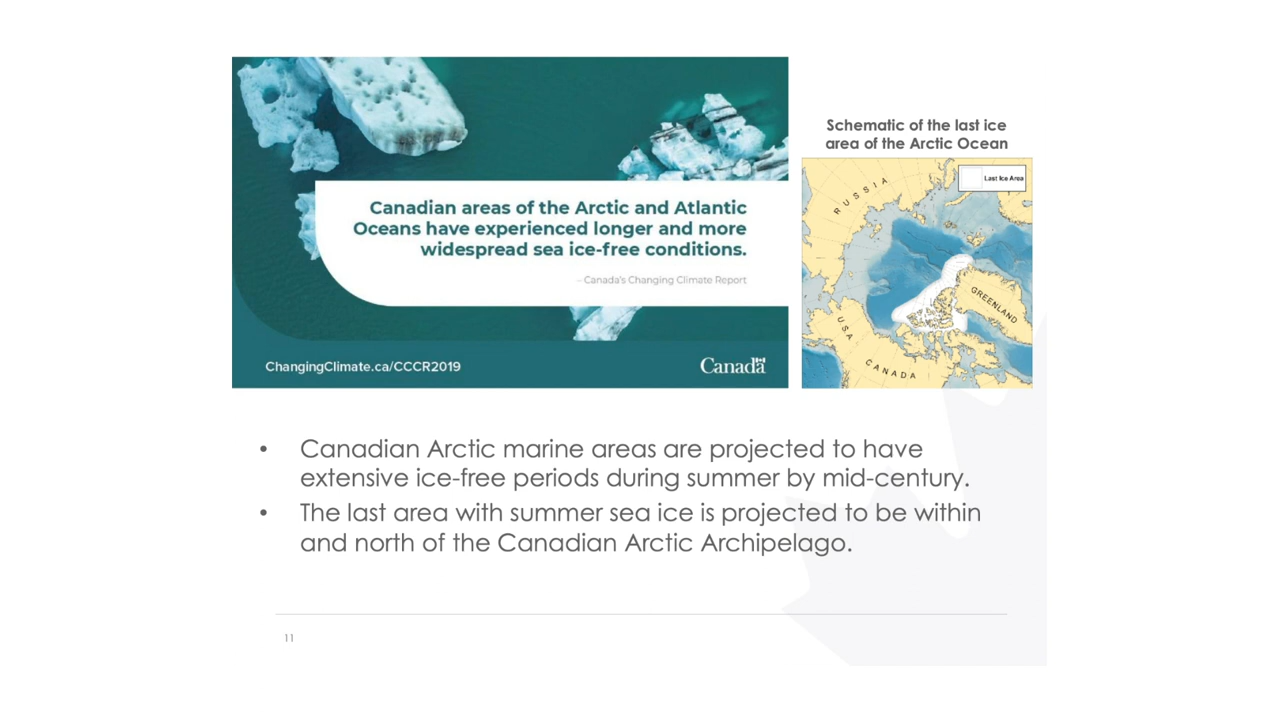 Canadian areas of the Arctic and Atlantic
Oceans have experienced longer and more
widespread sea ice-free conditions.
– Canada's Changing Climate Report
ChangingClimate.ca/CCCR2019
Canada
Schematic of the last ice
area of the Arctic Ocean
Last Ice Area
RUSSIA
GREENLAND
USA
CANADA
• Canadian Arctic marine areas are projected to have
extensive ice-free periods during summer by mid-century.
• The last area with summer sea ice is projected to be within
and north of the Canadian Arctic Archipelago.
11